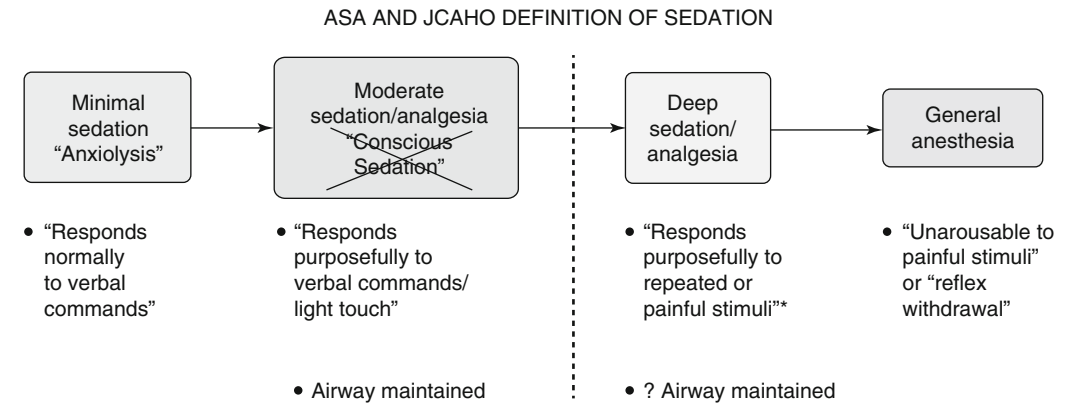 ASA AND JCAHO DEFINITION OF SEDATION
Minimal
sedation
“Anxiolysis”
Moderate
sedation/analgesia
“Conscious
Sedation”
Deep
sedation/
analgesia
General
anesthesia
• “Responds
normally
to verbal
commands”
• “Responds
purposefully to
verbal commands/
light touch”
• “Responds
purposefully to
repeated or
painful stimuli”*
• “Unarousable to
painful stimuli”
or “reflex
withdrawal”
• Airway maintained
• ? Airway maintained